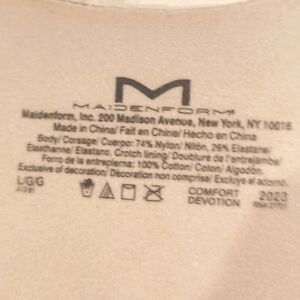 M
MAIDENFORM®
Maidenform, Inc. 200 Madison Avenue, New York, NY 10016
Made in China/ Fait en Chine/ Hecho en China
Body/ Corsage/ Cuerpo: 74% Nylon/ Nilón, 26% Elastane/
Elasthane/ Elastano. Crotch lining/ Doublure de l'entrejambe/
Forro de la entrepierna: 100% Cotton/ Coton/ Algodón.
Exclusive of decoration/ Décoration non comprise/ Excluye el adorno.
L/G/G
COMFORT
DEVOTION
2023